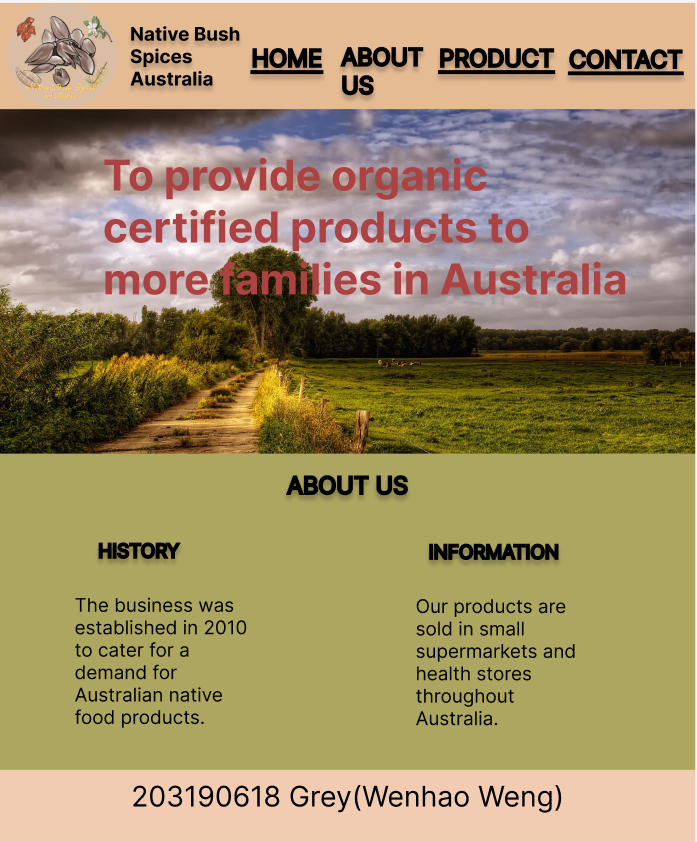 Native Bush
Spices
Australia
HOME
ABOUT
US
PRODUCT
CONTACT
To provide organic
certified products to
more families in Australia
ABOUT US
HISTORY
The business was
established in 2010
to cater for a
demand for
Australian native
food products.
INFORMATION
Our products are
sold in small
supermarkets and
health stores
throughout
Australia.
203190618 Grey(Wenhao Weng)